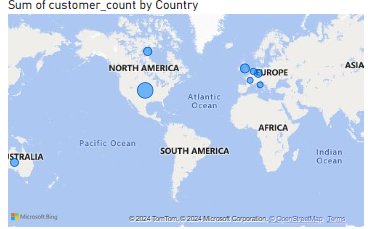 Sum of customer_count by Country
NORTH AMERICA
EUROPE
ASIA
Atlantic
Ocean
AFRICA
Pacific Ocean
STRALIA
SOUTH AMERICA
Indian
Ocean
Microsoft Bing
© 2024 TomTom, © 2024 Microsoft Corporation, © OpenStreetMap Terms